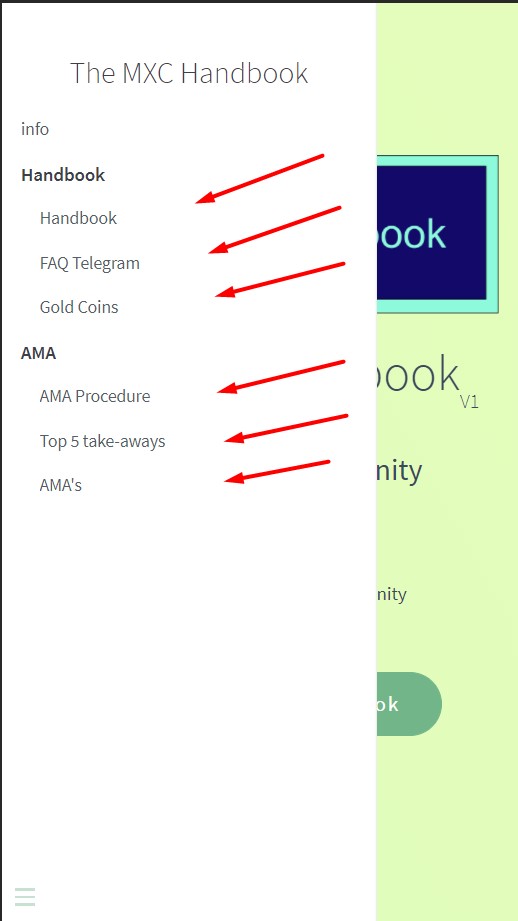 The MXC Handbook
info
Handbook
Handbook
FAQ Telegram
Gold Coins
AMA
AMA Procedure
Top 5 take-aways
AMA's
ook
ook
V1
nity
nity
ok